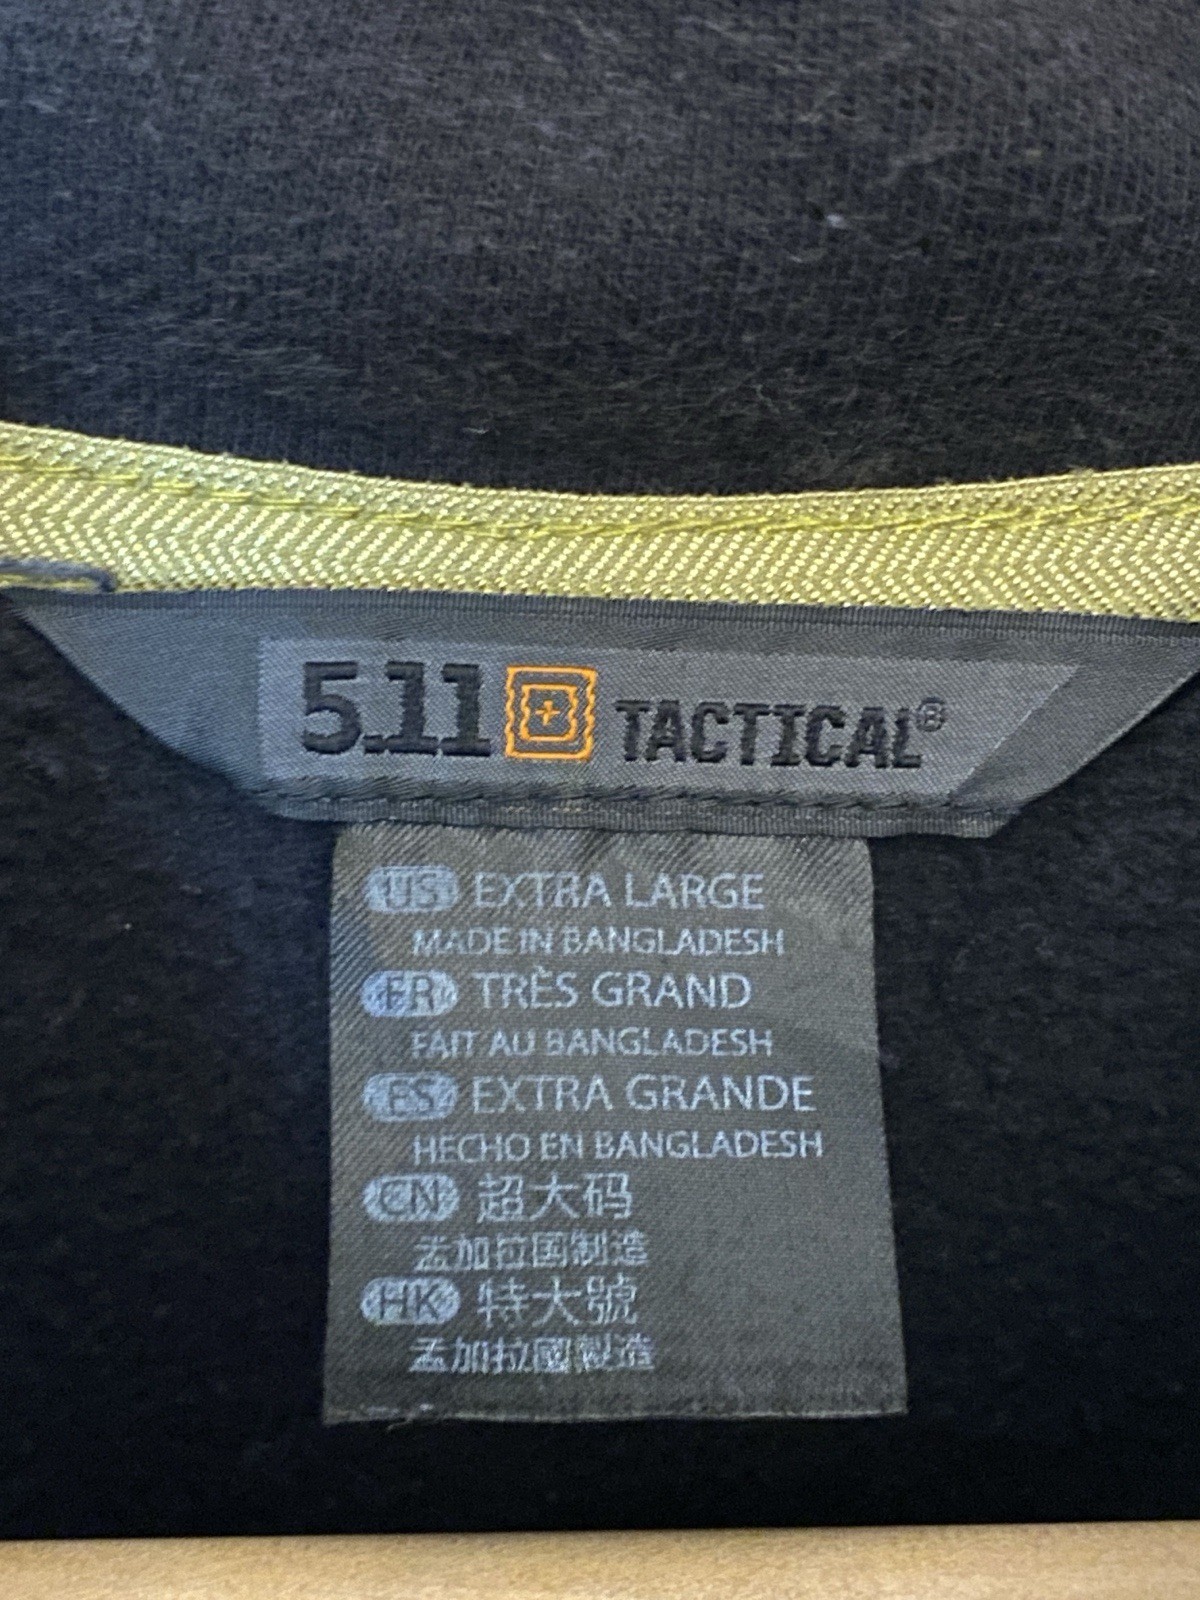 5.11 TACTICAL®
US EXTRA LARGE
MADE IN BANGLADESH
FR TRÈS GRAND
FAIT AU BANGLADESH
ES EXTRA GRANDE
HECHO EN BANGLADESH
CN 超大码
孟加拉国制造
HK 特大號
孟加拉國製造